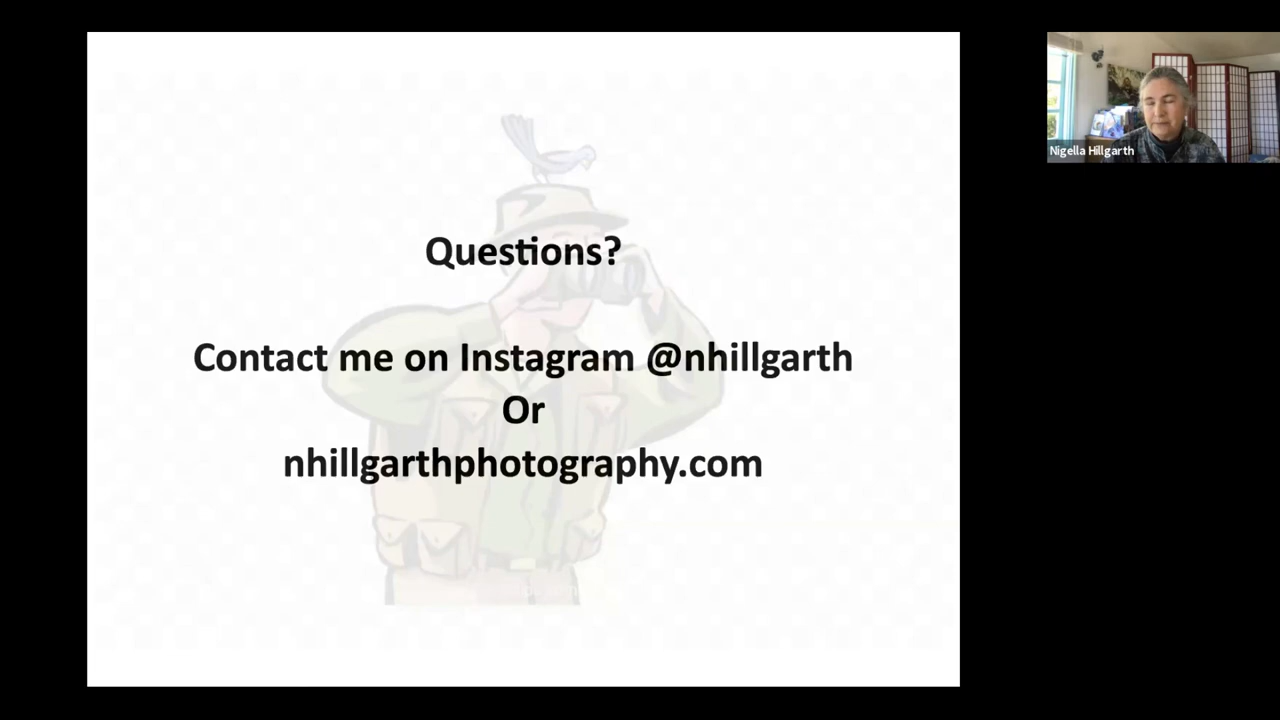 Questions?
Contact me on Instagram @nhillgarth
Or
nhillgarthphotography.com
Nigella Hillgarth